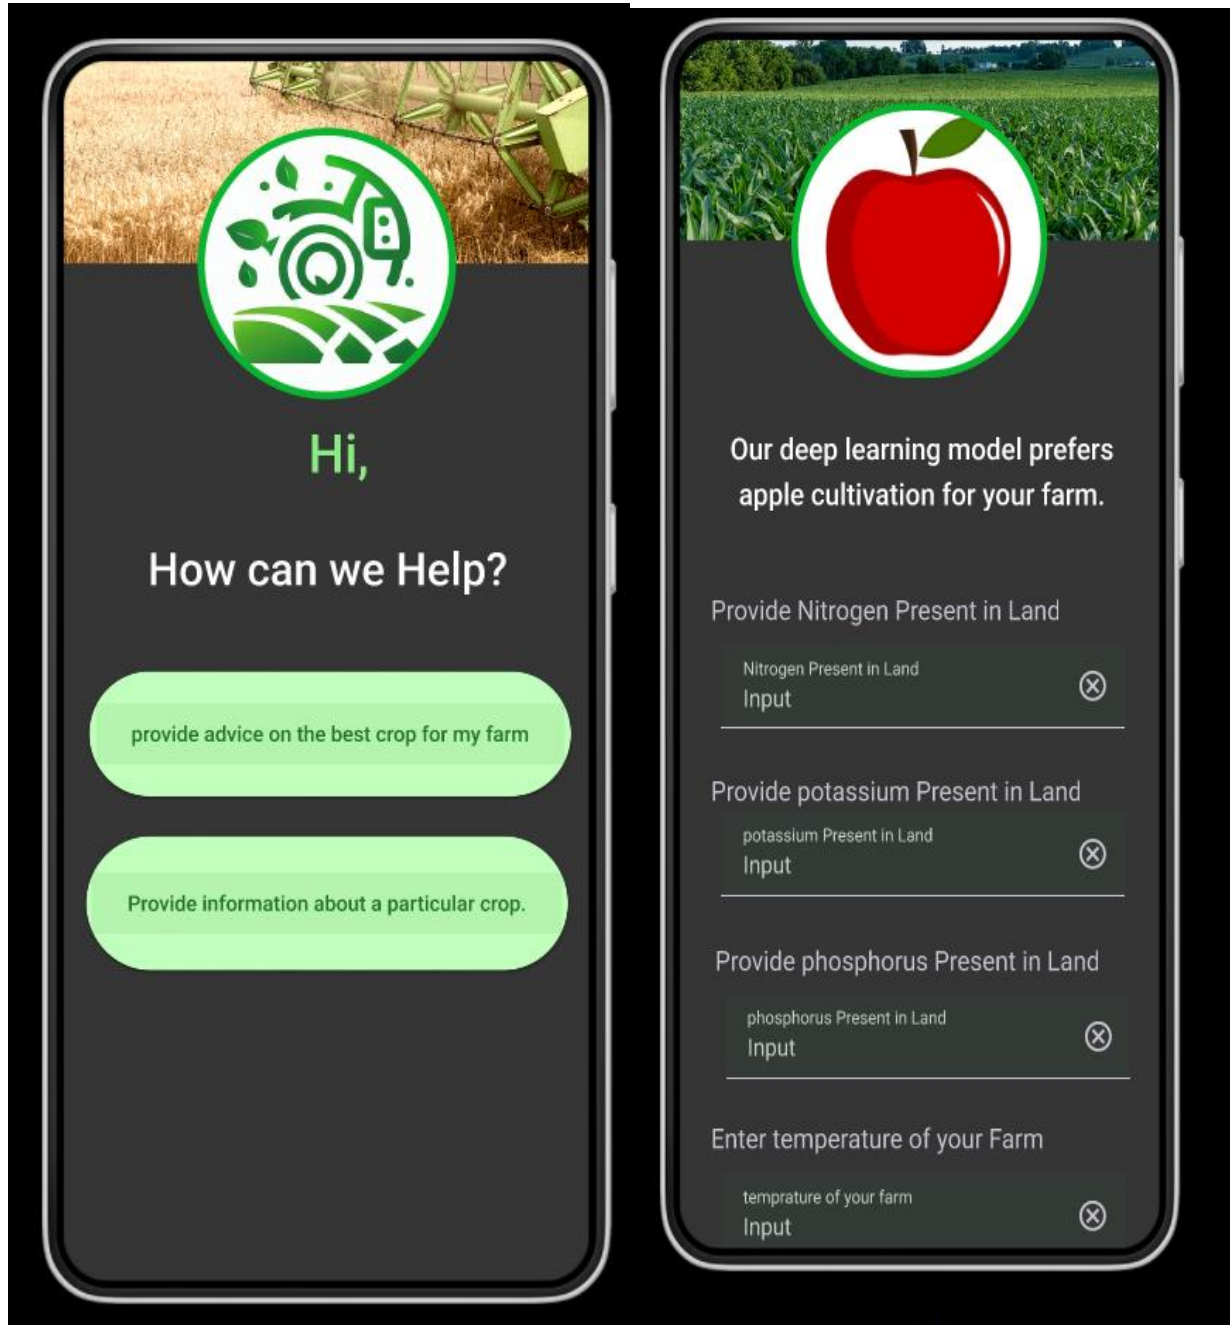 Hi,
How can we Help?
provide advice on the best crop for my farm
Provide information about a particular crop.
Our deep learning model prefers
apple cultivation for your farm.
Provide Nitrogen Present in Land
Nitrogen Present in Land
Input
Provide potassium Present in Land
potassium Present in Land
Input
Provide phosphorus Present in Land
phosphorus Present in Land
Input
Enter temperature of your Farm
temprature of your farm
Input